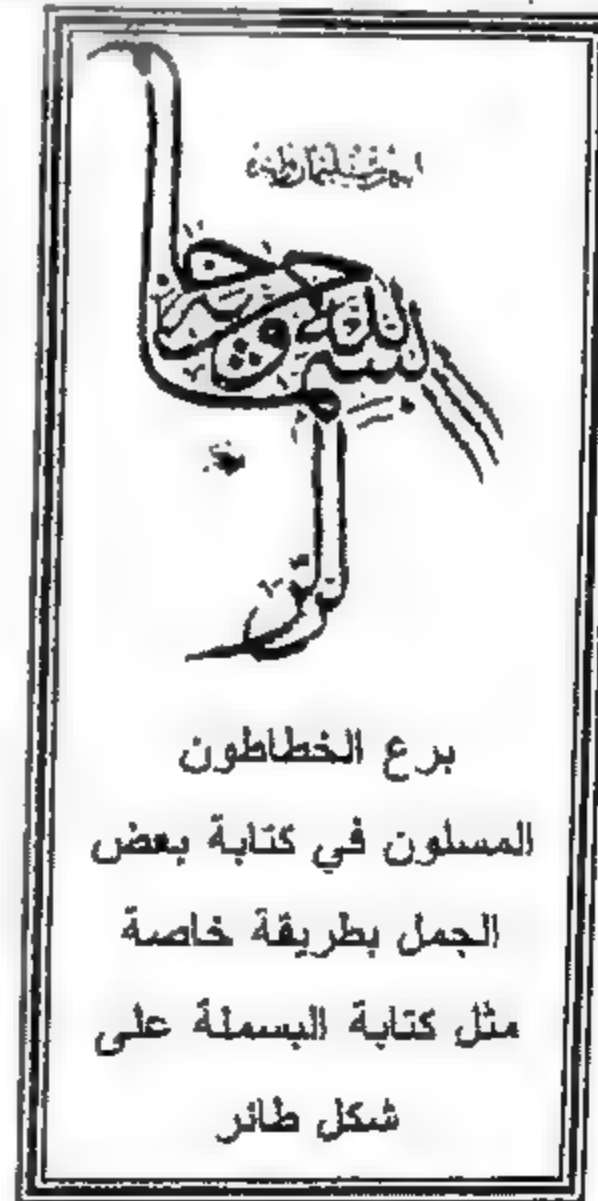 برع الخطاطون
المسلون في كتابة بعض
الجمل بطريقة خاصة
مثل كتابة البسملة على
شكل طائر